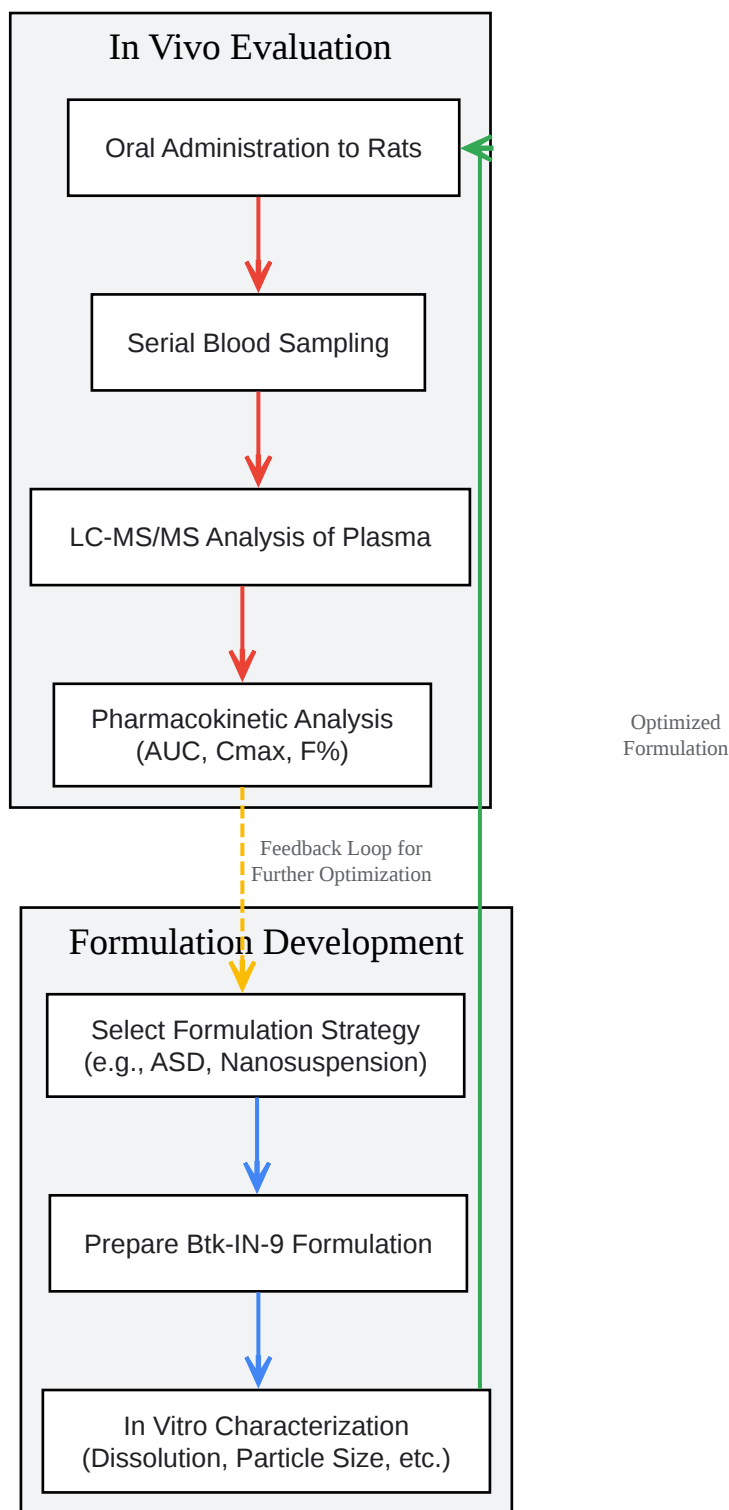 In Vivo Evaluation
Oral Administration to Rats
Serial Blood Sampling
LC-MS/MS Analysis of Plasma
Pharmacokinetic Analysis
(AUC, Cmax, F%)
Optimized
Formulation
Feedback Loop for
Further Optimization
Formulation Development
Select Formulation Strategy
(e.g., ASD, Nanosuspension)
Prepare Btk-IN-9 Formulation
In Vitro Characterization
(Dissolution, Particle Size, etc.)